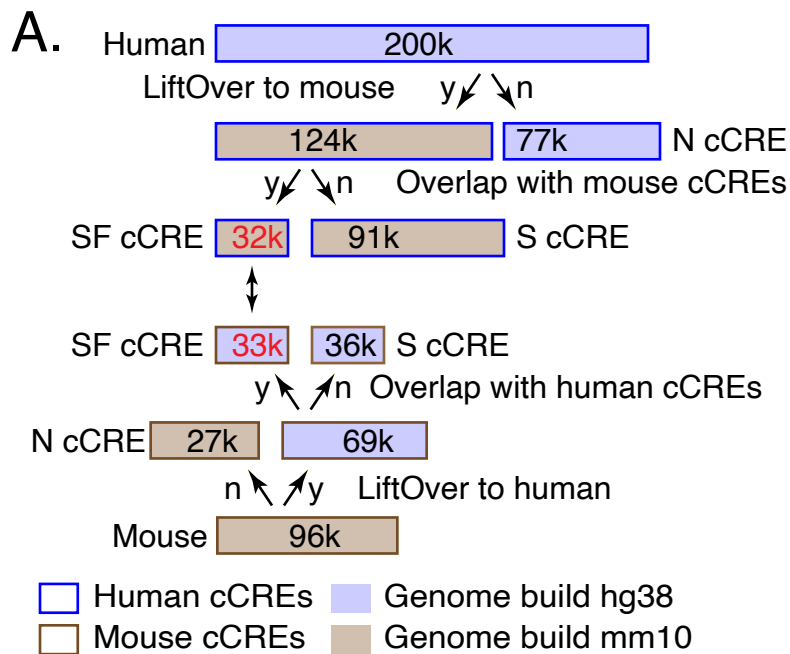 A.
Human 200k
LiftOver to mouse y n
124k 77k N cCRE
y n Overlap with mouse cCREs
SF cCRE 32k 91k S cCRE
SF cCRE 33k 36k S cCRE
y n Overlap with human cCREs
N cCRE 27k 69k
n y LiftOver to human
Mouse 96k
Human cCREs Genome build hg38
Mouse cCREs Genome build mm10